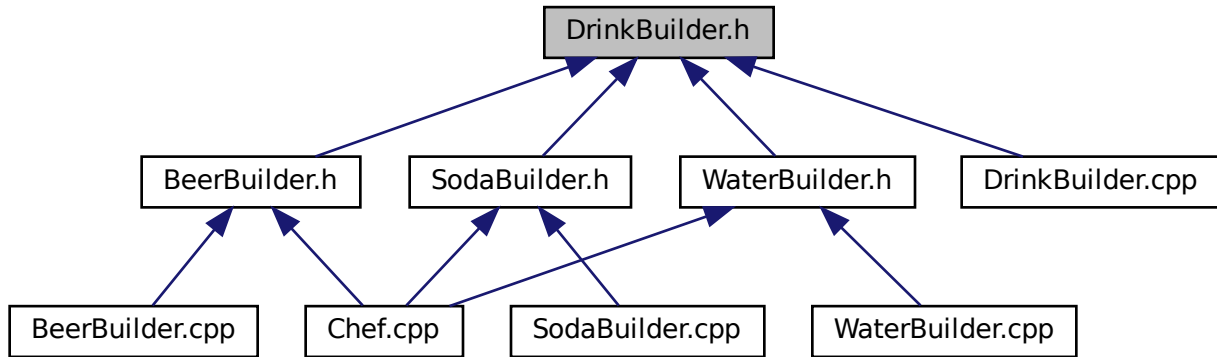 DrinkBuilder.h
BeerBuilder.h
SodaBuilder.h
WaterBuilder.h
DrinkBuilder.cpp
BeerBuilder.cpp
Chef.cpp
SodaBuilder.cpp
WaterBuilder.cpp